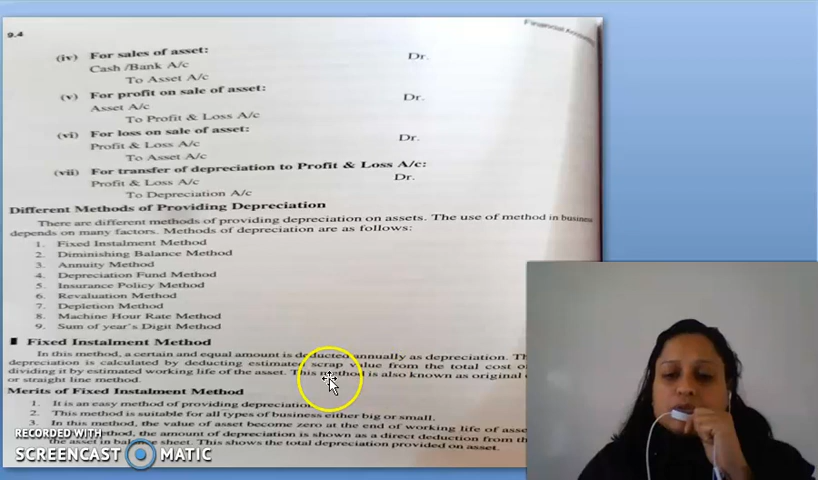 9.4
Financial Accounting
(iv) For sales of asset:
Cash /Bank A/c Dr.
To Asset A/c
(v) For profit on sale of asset:
Asset A/c Dr.
To Profit & Loss A/c
(vi) For loss on sale of asset:
Profit & Loss A/c Dr.
To Asset A/c
(vii) For transfer of depreciation to Profit & Loss A/c:
Profit & Loss A/c Dr.
To Depreciation A/c
Different Methods of Providing Depreciation
There are different methods of providing depreciation on assets. The use of method in business
depends on many factors. Methods of depreciation are as follows:
1. Fixed Instalment Method
2. Diminishing Balance Method
3. Annuity Method
4. Depreciation Fund Method
5. Insurance Policy Method
6. Revaluation Method
7. Depletion Method
8. Machine Hour Rate Method
9. Sum of year's Digit Method
Fixed Instalment Method
In this method, a certain and equal amount is deducted annually as depreciation.
depreciation is calculated by deducting estimated scrap value from the total cost
dividing it by estimated working life of the asset. This method is also known as original
or straight line method.
Merits of Fixed Instalment Method
1. It is an easy method of providing depreciation
2. This method is suitable for all types of business either big or small.
3. In this method, the value of asset become zero at the end of working life of
method, the amount of depreciation is shown as a direct deduction from
the asset in balance sheet. This shows the total depreciation provided on asset.
RECORDED WITH
SCREENCAST MATIC